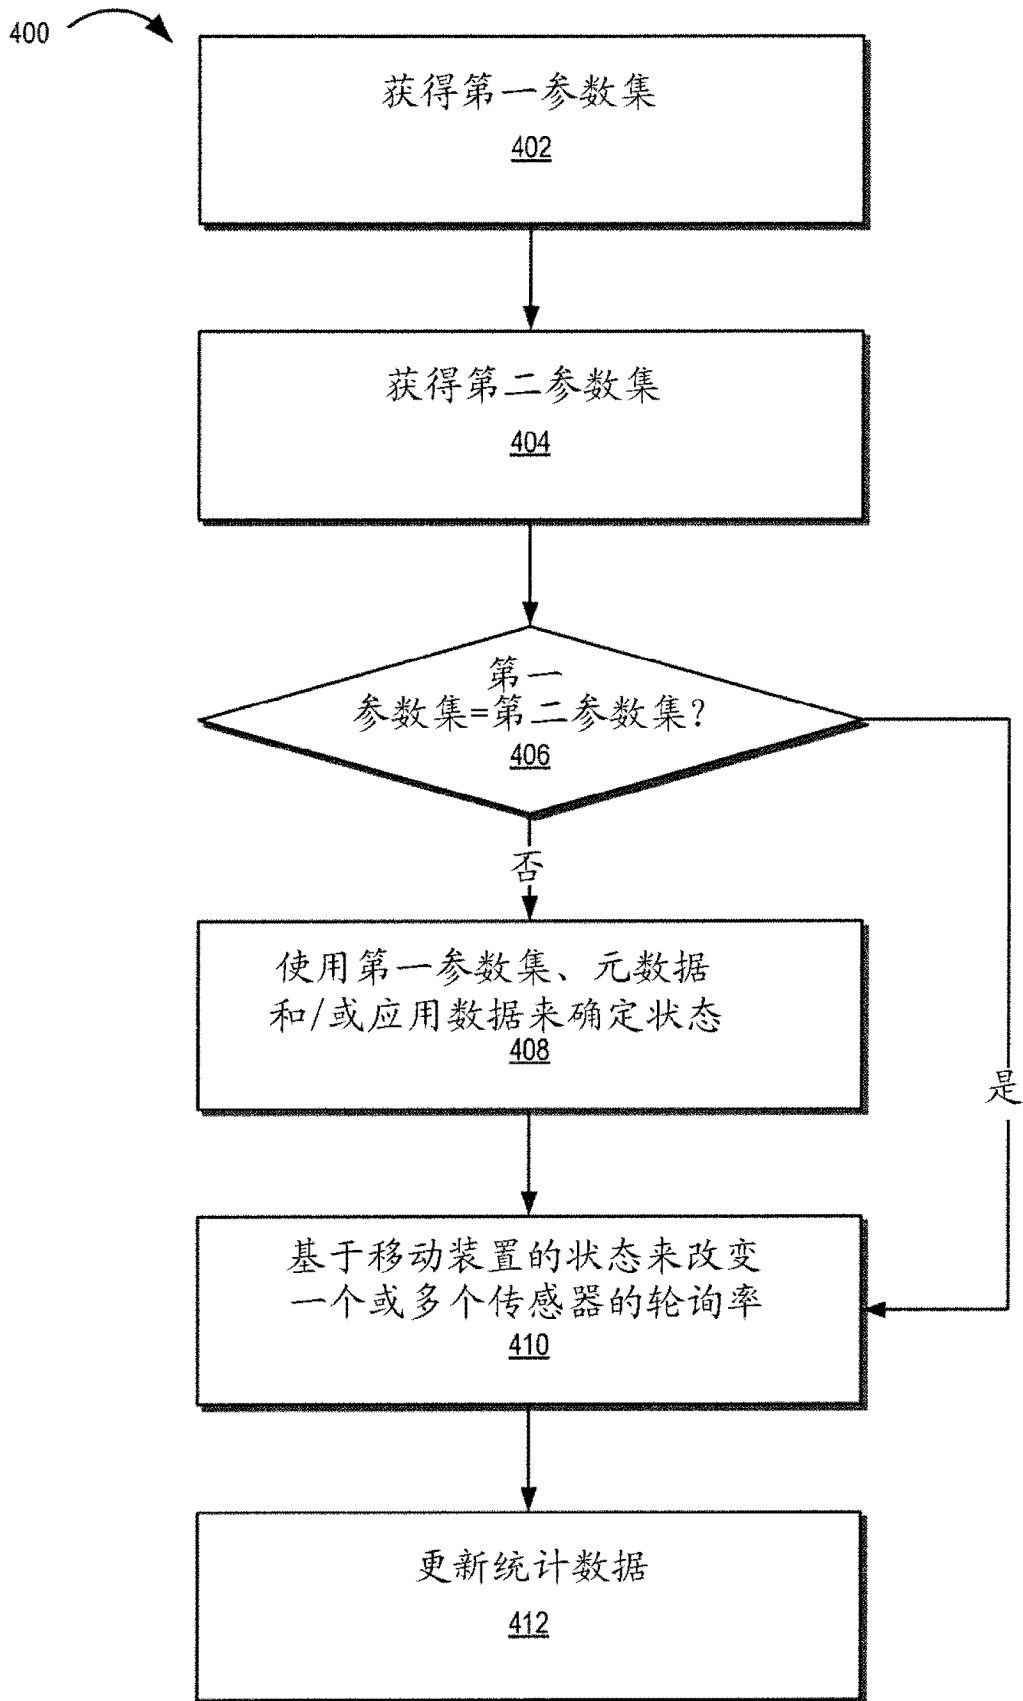 400
获得第一参数集
402
获得第二参数集
404
第一
参数集=第二参数集？
406
否
使用第一参数集、元数据
和/或应用数据来确定状态
408
是
基于移动装置的状态来改变
一个或多个传感器的轮询率
410
更新统计数据
412